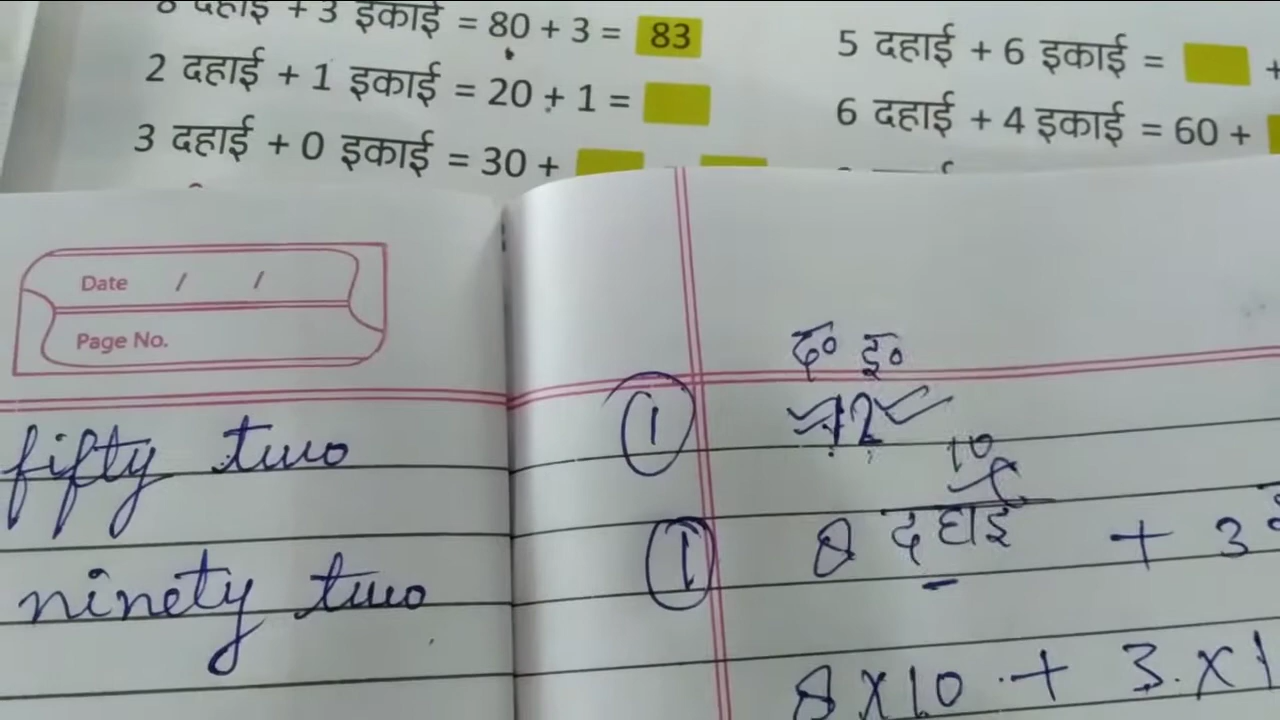 8 दहाई + 3 इकाई = 80 + 3 = 83
2 दहाई + 1 इकाई = 20 + 1 =
3 दहाई + 0 इकाई = 30 +
5 दहाई + 6 इकाई = +
6 दहाई + 4 इकाई = 60 +
Date / /
Page No.
fifty two
ninety two
द० इ०
① 12
10
① 8 दहाई + 3
8 x 10 + 3 x 1